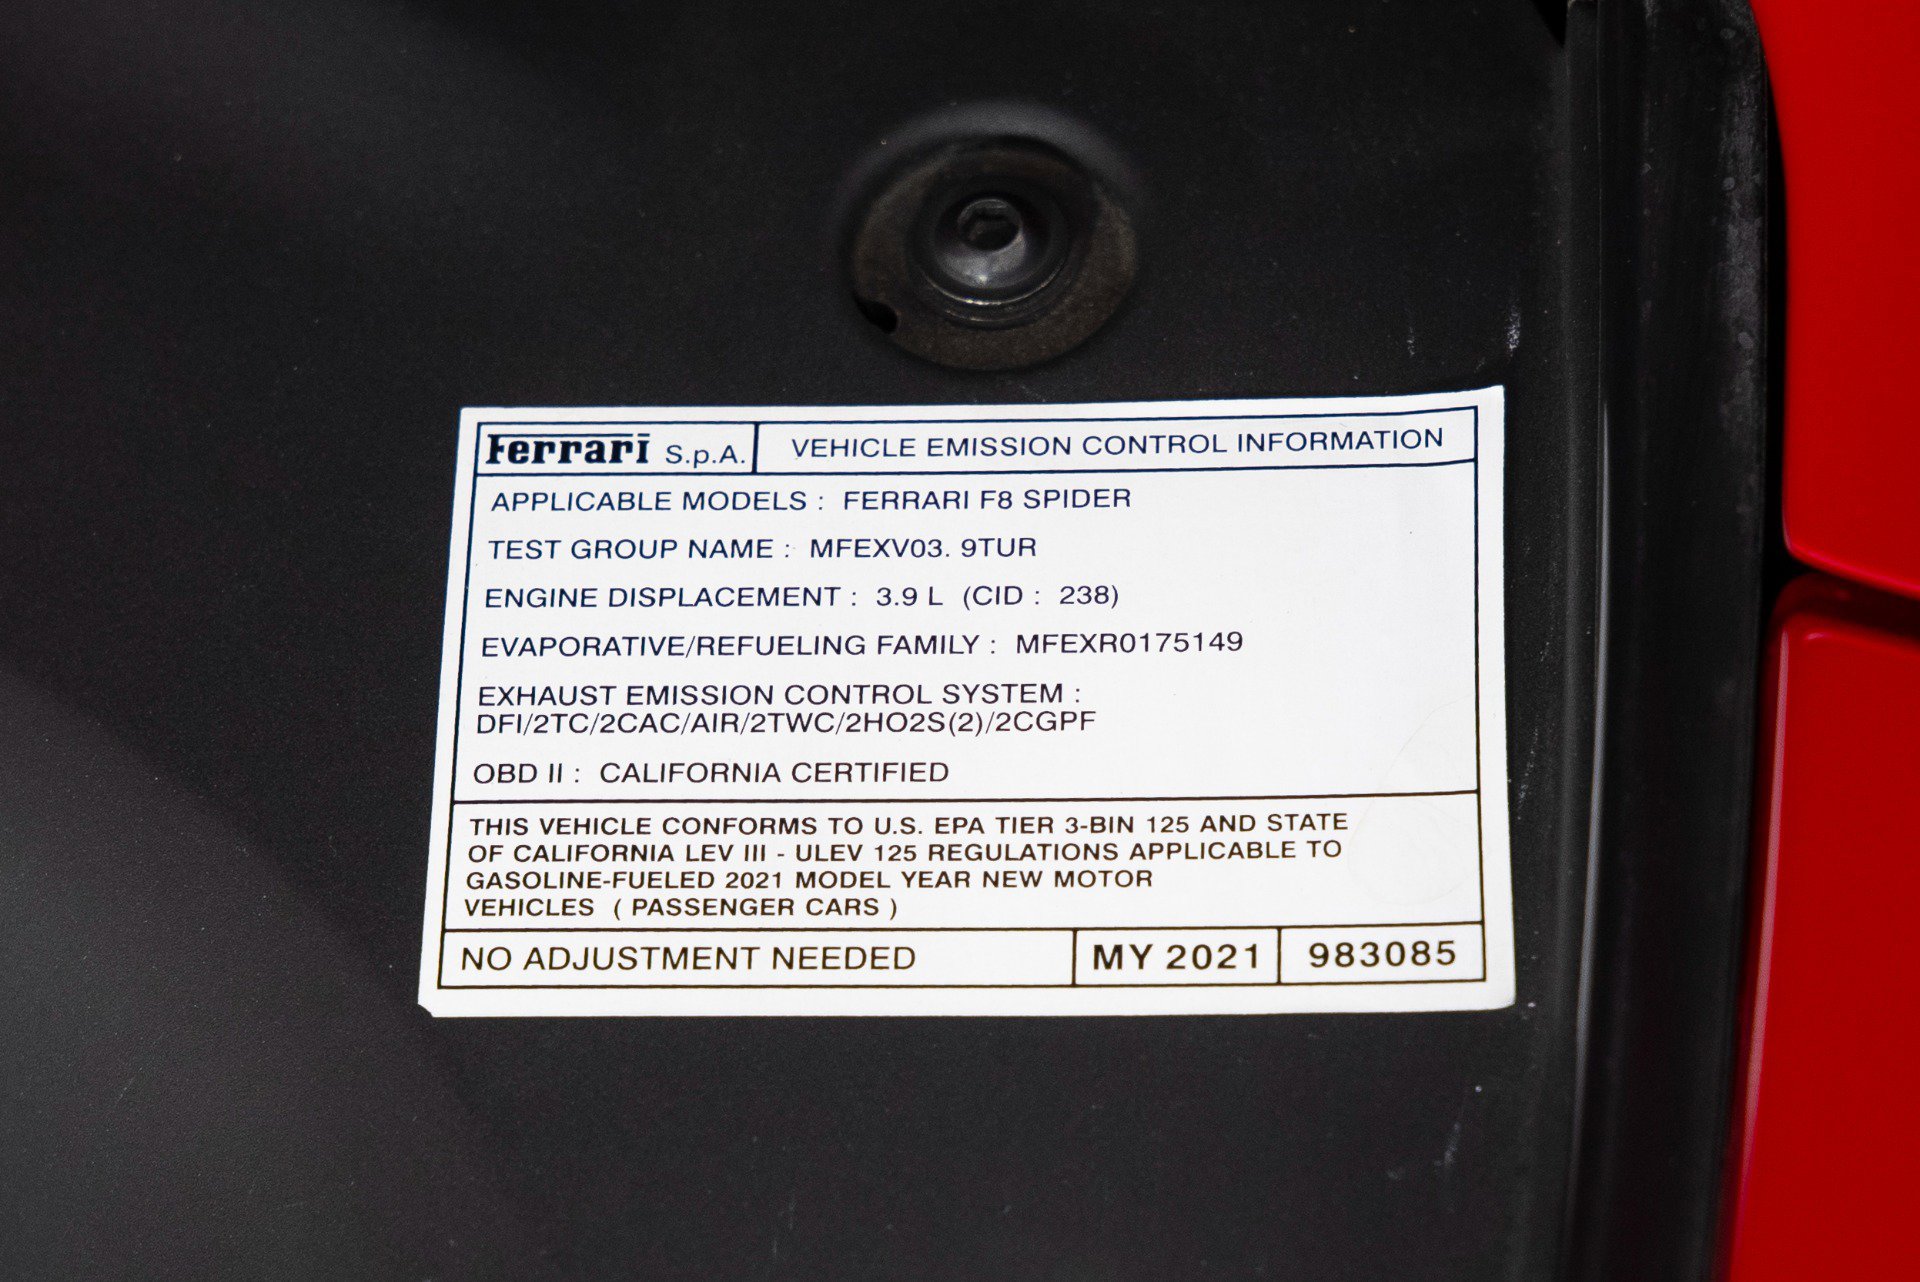 Ferrari S.p.A. VEHICLE EMISSION CONTROL INFORMATION
APPLICABLE MODELS : FERRARI F8 SPIDER
TEST GROUP NAME : MFEXV03. 9TUR
ENGINE DISPLACEMENT : 3.9 L (CID : 238)
EVAPORATIVE/REFUELING FAMILY : MFEXR0175149
EXHAUST EMISSION CONTROL SYSTEM :
DFI/2TC/2CAC/AIR/2TWC/2HO2S(2)/2CGPF
OBD II : CALIFORNIA CERTIFIED
THIS VEHICLE CONFORMS TO U.S. EPA TIER 3-BIN 125 AND STATE
OF CALIFORNIA LEV III - ULEV 125 REGULATIONS APPLICABLE TO
GASOLINE-FUELED 2021 MODEL YEAR NEW MOTOR
VEHICLES ( PASSENGER CARS )
NO ADJUSTMENT NEEDED MY 2021 983085